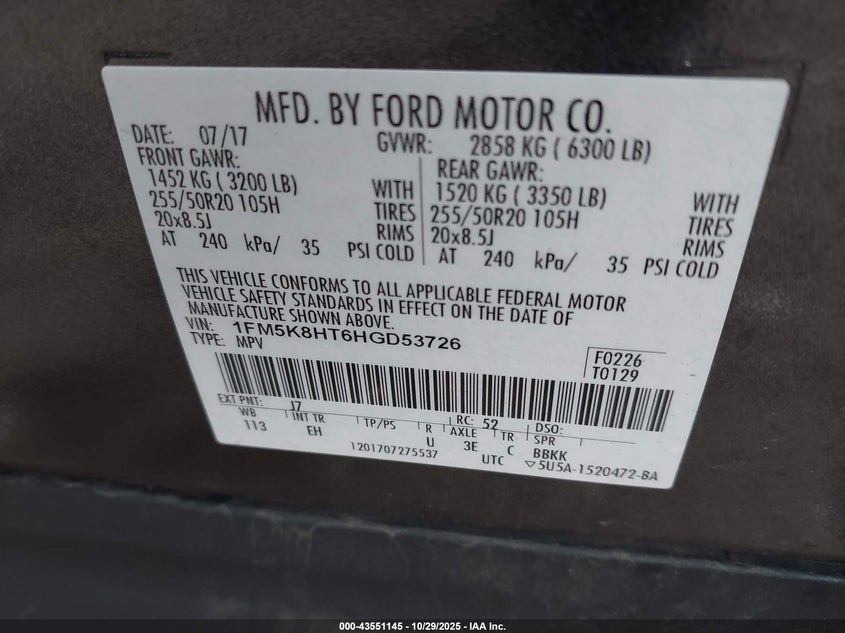 MFD. BY FORD MOTOR CO.
DATE: 07/17 GVWR: 2858 KG ( 6300 LB)
FRONT GAWR: REAR GAWR:
1452 KG ( 3200 LB) WITH 1520 KG ( 3350 LB) WITH
255/50R20 105H TIRES 255/50R20 105H TIRES
20x8.5J RIMS 20x8.5J RIMS
AT 240 kPa/ 35 PSI COLD AT 240 kPa/ 35 PSI COLD
THIS VEHICLE CONFORMS TO ALL APPLICABLE FEDERAL MOTOR
VEHICLE SAFETY STANDARDS IN EFFECT ON THE DATE OF
MANUFACTURE SHOWN ABOVE.
VIN: 1FM5K8HT6HGD53726
TYPE: MPV
F0226
T0129
EXT PNT: J7 RC: 52 DSO:
WB INT TR TP/PS R AXLE TR SPR
113 EH U 3E C BBKK
1201707275537 UTC ▽5U5A-1520472-BA
000-43551145 - 10/29/2025 - IAA Inc.